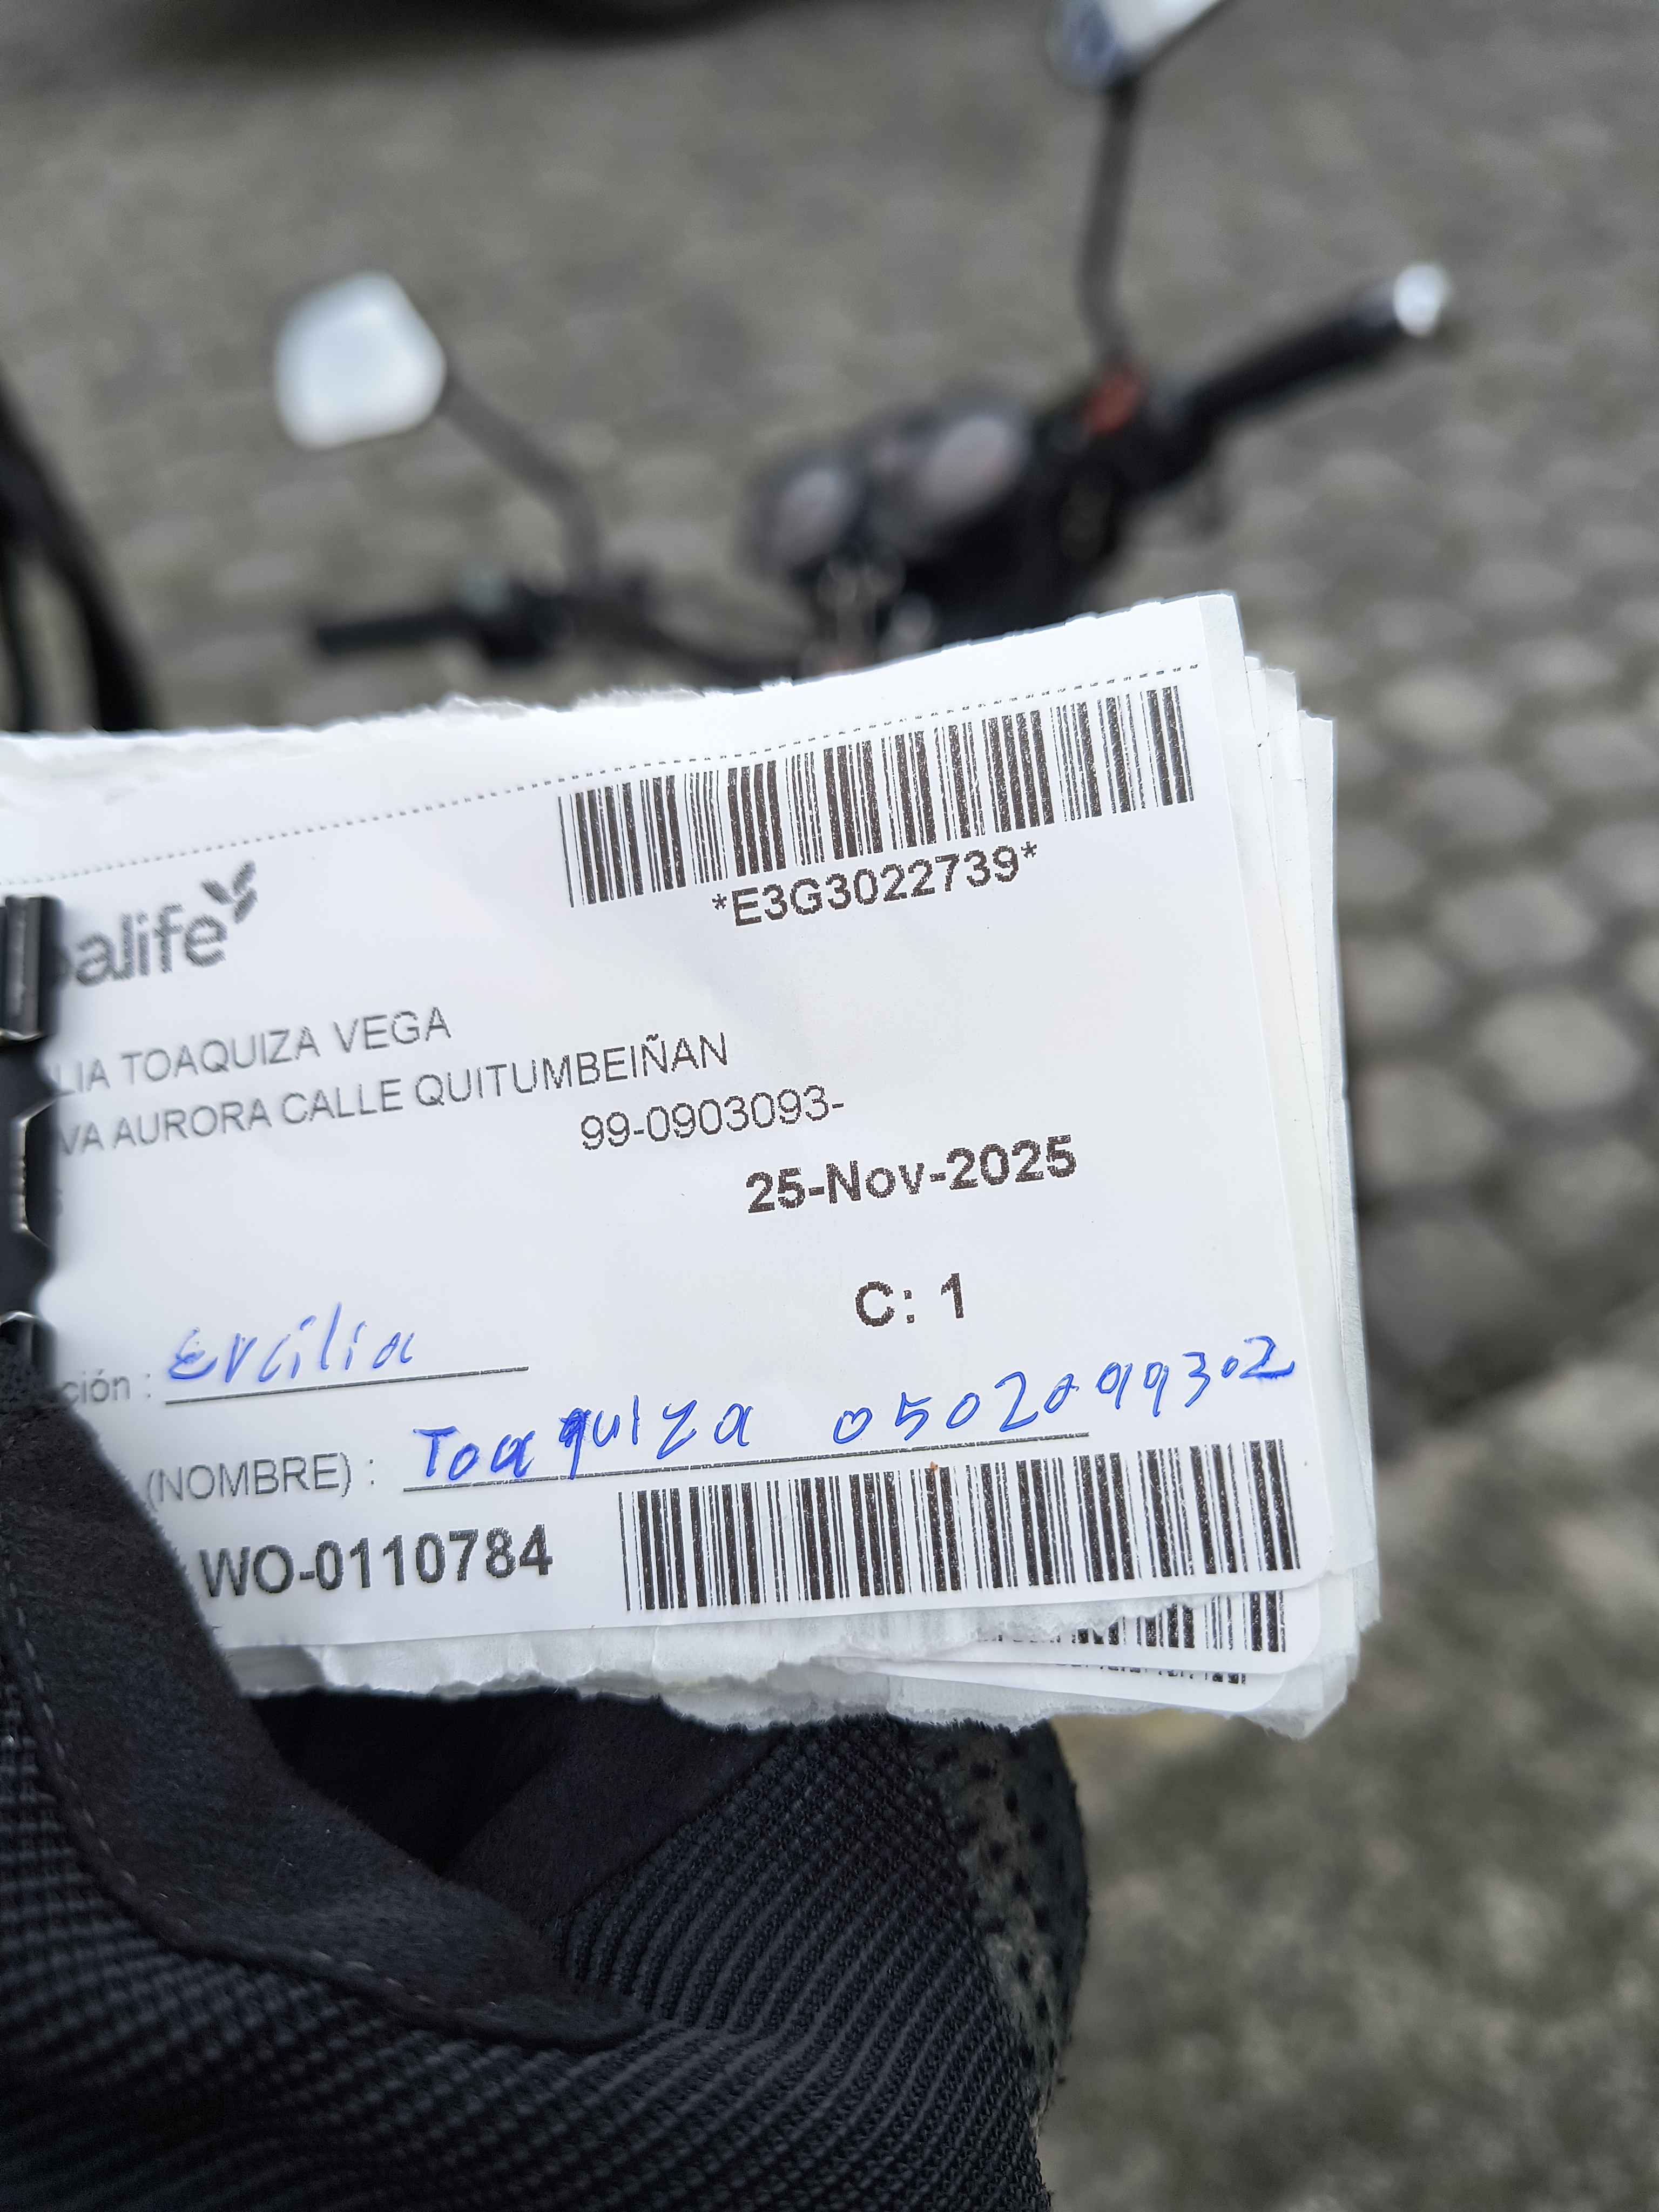 *E3G3022739*
balife
LIA TOAQUIZA VEGA
VA AURORA CALLE QUITUMBEIÑAN
99-0903093-
25-Nov-2025
C: 1
ción : Ercilia
(NOMBRE) : Toaquiza 0502099302
WO-0110784